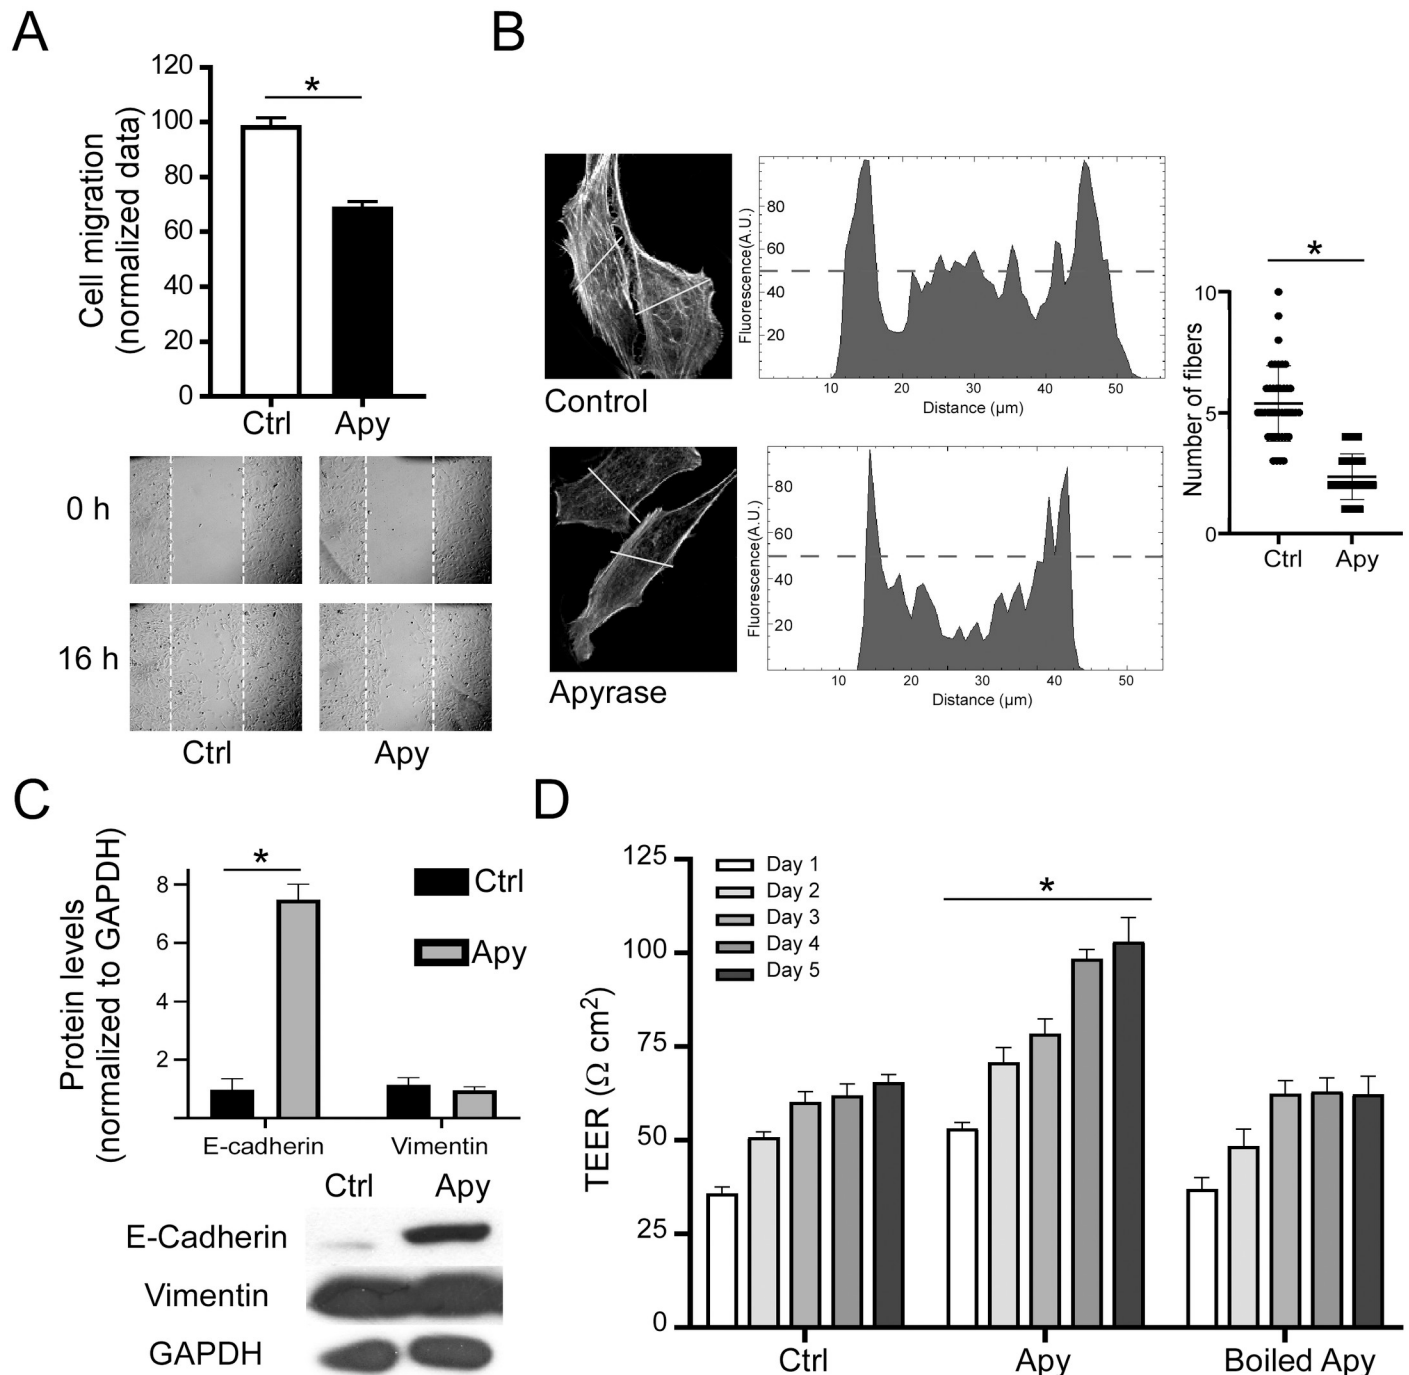 A
120
100
80
60
40
20
0
Cell migration
(normalized data)
*
Ctrl
Apy
0 h
16 h
Ctrl
Apy
B
Control
Fluorescence(A.U.)
80
60
40
20
10
20
30
40
50
Distance (µm)
Apyrase
Fluorescence(A.U.)
80
60
40
20
10
20
30
40
50
Distance (µm)
*
Number of fibers
10
5
0
Ctrl
Apy
C
Protein levels
(normalized to GAPDH)
8
6
4
2
*
Ctrl
Apy
E-cadherin
Vimentin
Ctrl
Apy
E-Cadherin
Vimentin
GAPDH
D
TEER (Ω cm²)
125
100
75
50
25
0
Day 1
Day 2
Day 3
Day 4
Day 5
*
Ctrl
Apy
Boiled Apy